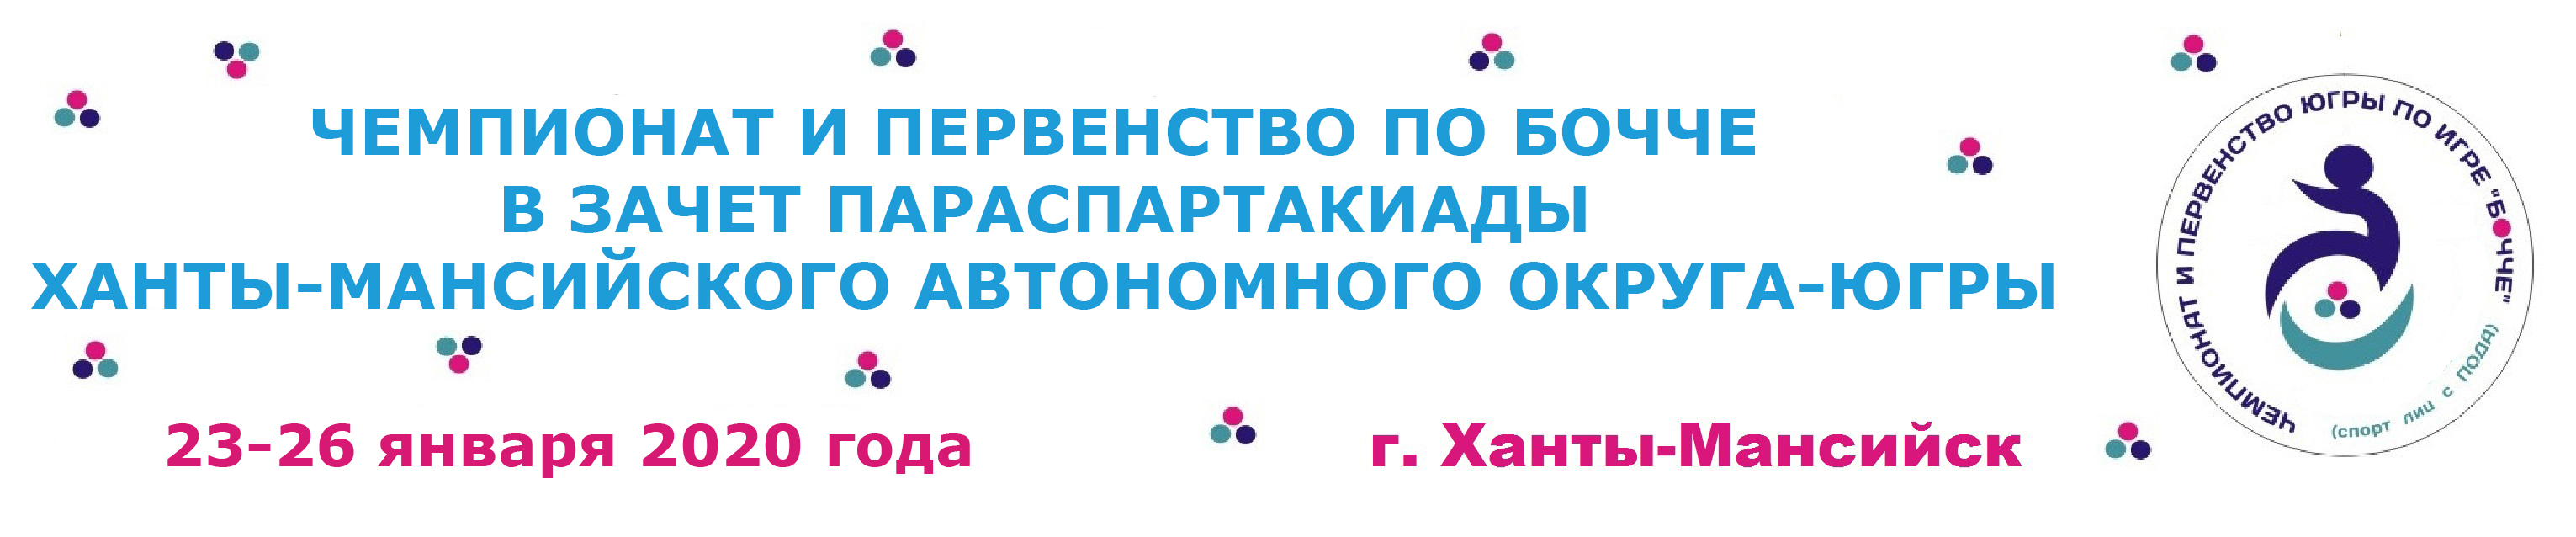 ЧЕМПИОНАТ И ПЕРВЕНСТВО ПО БОЧЧЕ
В ЗАЧЕТ ПАРАСПАРТАКИАДЫ
ХАНТЫ-МАНСИЙСКОГО АВТОНОМНОГО ОКРУГА-ЮГРЫ
23-26 января 2020 года
г. Ханты-Мансийск
ЧЕМПИОНАТ И ПЕРВЕНСТВО ЮГРЫ ПО ИГРЕ "БОЧЧЕ"
(спорт лиц с ПОДА)